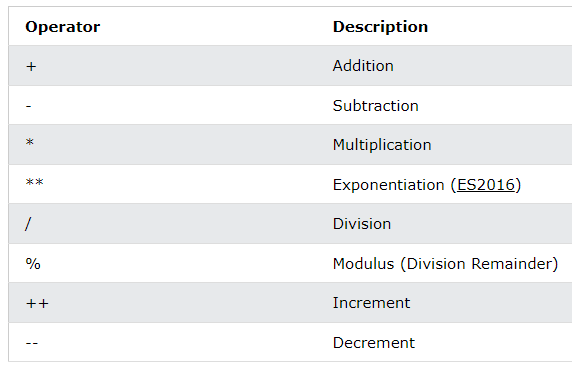 Operator Description
+ Addition
- Subtraction
* Multiplication
** Exponentiation (ES2016)
/ Division
% Modulus (Division Remainder)
++ Increment
-- Decrement